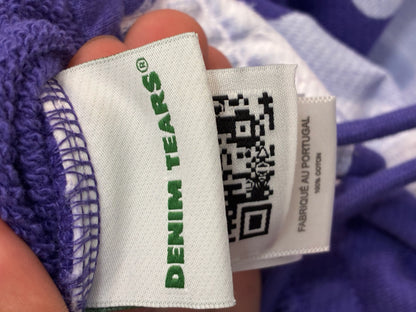 DENIM TEARS®
FABRIQUÉ AU PORTUGAL
100% COTON